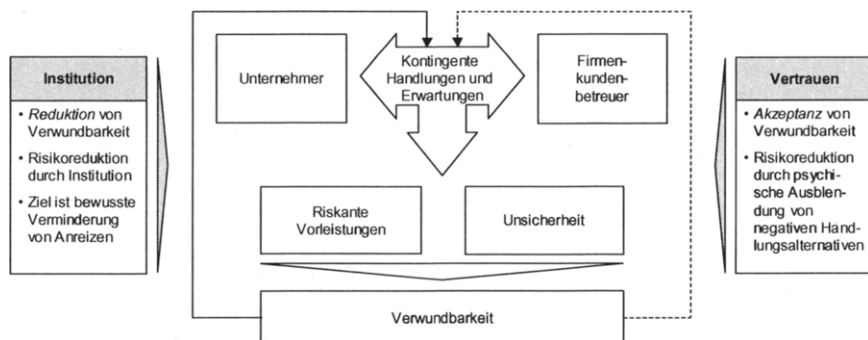 Institution
• Reduktion von
Verwundbarkeit
• Risikoreduktion
durch Institution
• Ziel ist bewusste
Verminderung
von Anreizen
Unternehmer
Kontingente
Handlungen und
Erwartungen
Firmen-
kunden-
betreuer
Riskante
Vorleistungen
Unsicherheit
Verwundbarkeit
Vertrauen
• Akzeptanz von
Verwundbarkeit
• Risikoreduktion
durch psychi-
sche Ausblen-
dung von
negativen Hand-
lungsalternativen